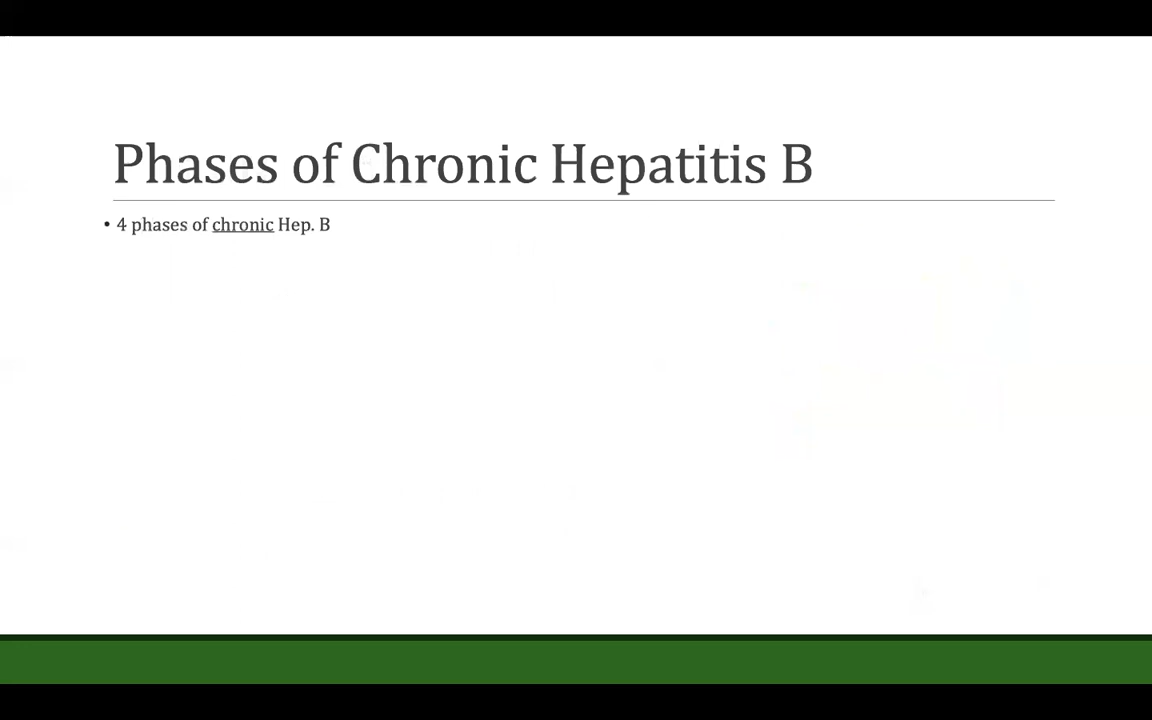 Phases of Chronic Hepatitis B
• 4 phases of chronic Hep. B